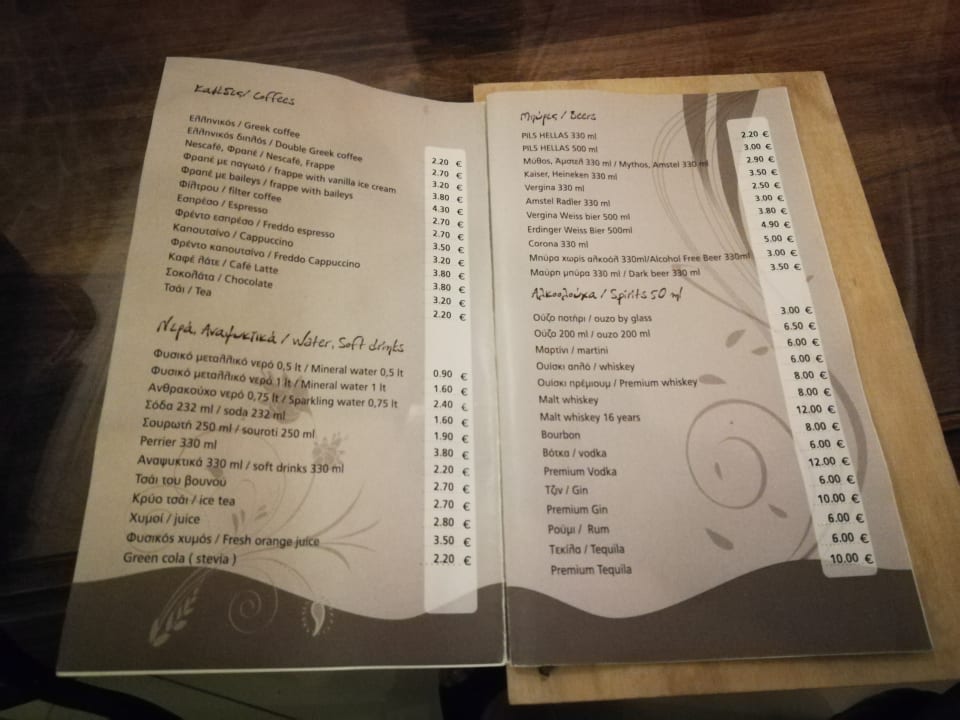 Καφέδες / Coffees
Ελληνικός / Greek coffee 2.20 €
Ελληνικός διπλός / Double Greek coffee 2.70 €
Nescafé, Φραπέ / Nescafé, Frappe 3.20 €
Φραπέ με παγωτό / frappe with vanilla ice cream 3.80 €
Φραπέ με baileys / frappe with baileys 4.30 €
Φίλτρου / filter coffee 2.70 €
Εσπρέσο / Espresso 2.70 €
Φρέντο εσπρέσο / Freddo espresso 3.50 €
Καπουτσίνο / Cappuccino 3.20 €
Φρέντο καπουτσίνο / Freddo Cappuccino 3.80 €
Καφέ λάτε / Café Latte 3.80 €
Σοκολάτα / Chocolate 3.20 €
Τσάι / Tea 2.20 €
Νερά, Αναψυκτικά / Water, Soft drinks
Φυσικό μεταλλικό νερό 0,5 lt / Mineral water 0,5 lt 0.90 €
Φυσικό μεταλλικό νερό 1 lt / Mineral water 1 lt 1.60 €
Ανθρακούχο νερό 0,75 lt / Sparkling water 0,75 lt 2.40 €
Σόδα 232 ml / soda 232 ml 1.60 €
Σουρωτή 250 ml / souroti 250 ml 1.90 €
Perrier 330 ml 3.80 €
Αναψυκτικά 330 ml / soft drinks 330 ml 2.20 €
Τσάι του βουνού 2.70 €
Κρύο τσάι / ice tea 2.70 €
Χυμοί / juice 2.80 €
Φυσικός χυμός / Fresh orange juice 3.50 €
Green cola ( stevia ) 2.20 €
Μπύρες / Beers
PILS HELLAS 330 ml 2.20 €
PILS HELLAS 500 ml 3.00 €
Μύθος, Άμστελ 330 ml / Mythos, Amstel 330 ml 2.90 €
Kaiser, Heineken 330 ml 3.50 €
Vergina 330 ml 2.50 €
Amstel Radler 330 ml 3.00 €
Vergina Weiss bier 500 ml 3.80 €
Erdinger Weiss Bier 500ml 4.90 €
Corona 330 ml 5.00 €
Μπύρα χωρίς αλκοόλ 330ml/Alcohol Free Beer 330ml 3.00 €
Μαύρη μπύρα 330 ml / Dark beer 330 ml 3.50 €
Αλκοολούχα / Spirits 50 ml
Ούζο ποτήρι / ouzo by glass 3.00 €
Ούζο 200 ml / ouzo 200 ml 6.50 €
Μαρτίνι / martini 6.00 €
Ουίσκι απλό / whiskey 6.00 €
Ουίσκι πρέμιουμ / Premium whiskey 8.00 €
Malt whiskey 8.00 €
Malt whiskey 16 years 12.00 €
Bourbon 8.00 €
Βότκα / vodka 6.00 €
Premium Vodka 12.00 €
Τζιν / Gin 6.00 €
Premium Gin 10.00 €
Ρούμι / Rum 6.00 €
Τεκίλα / Tequila 6.00 €
Premium Tequila 10.00 €